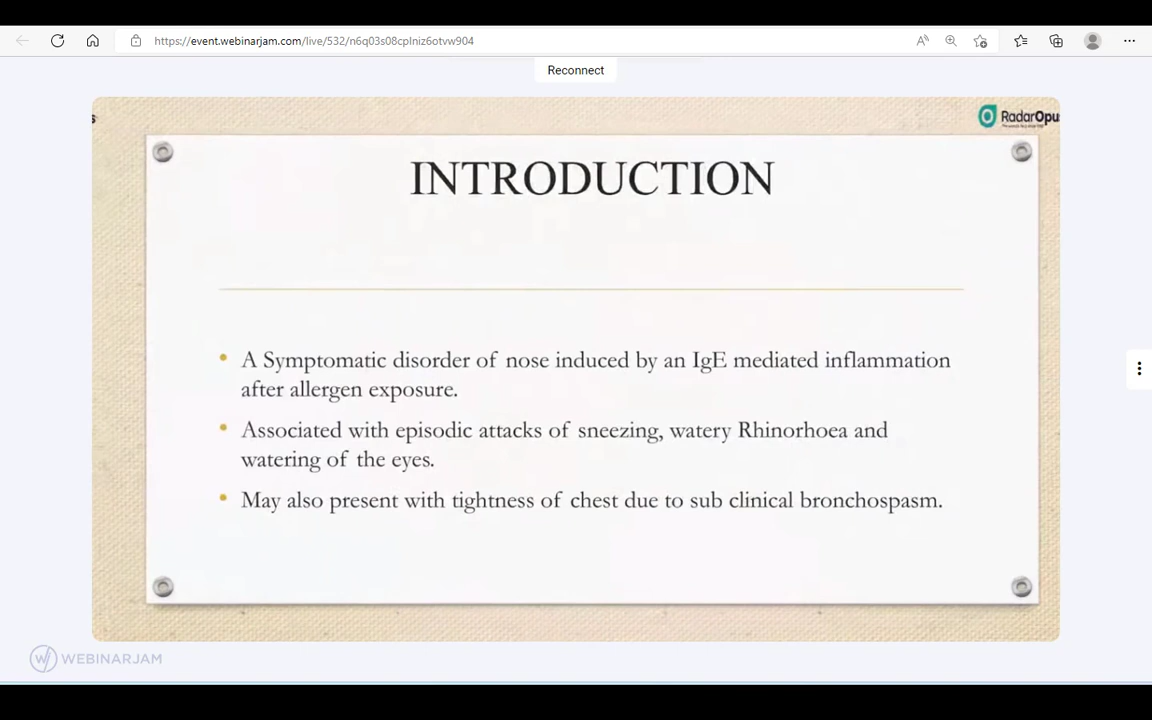 https://event.webinarjam.com/live/532/n6q03s08cplniz6otvw904
Reconnect
s
RadarOpu
INTRODUCTION
• A Symptomatic disorder of nose induced by an IgE mediated inflammation
after allergen exposure.
• Associated with episodic attacks of sneezing, watery Rhinorhoea and
watering of the eyes.
• May also present with tightness of chest due to sub clinical bronchospasm.
WEBINARJAM